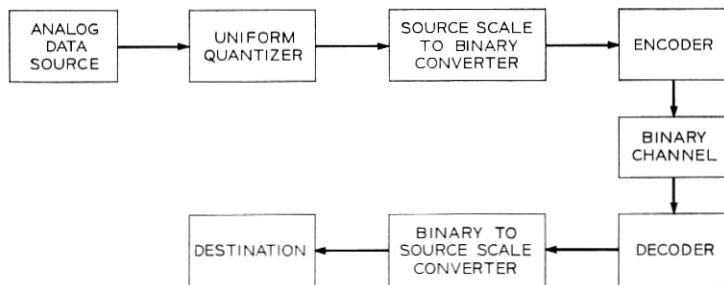 ANALOG
DATA
SOURCE
UNIFORM
QUANTIZER
SOURCE SCALE
TO BINARY
CONVERTER
ENCODER
BINARY
CHANNEL
DECODER
BINARY TO
SOURCE SCALE
CONVERTER
DESTINATION